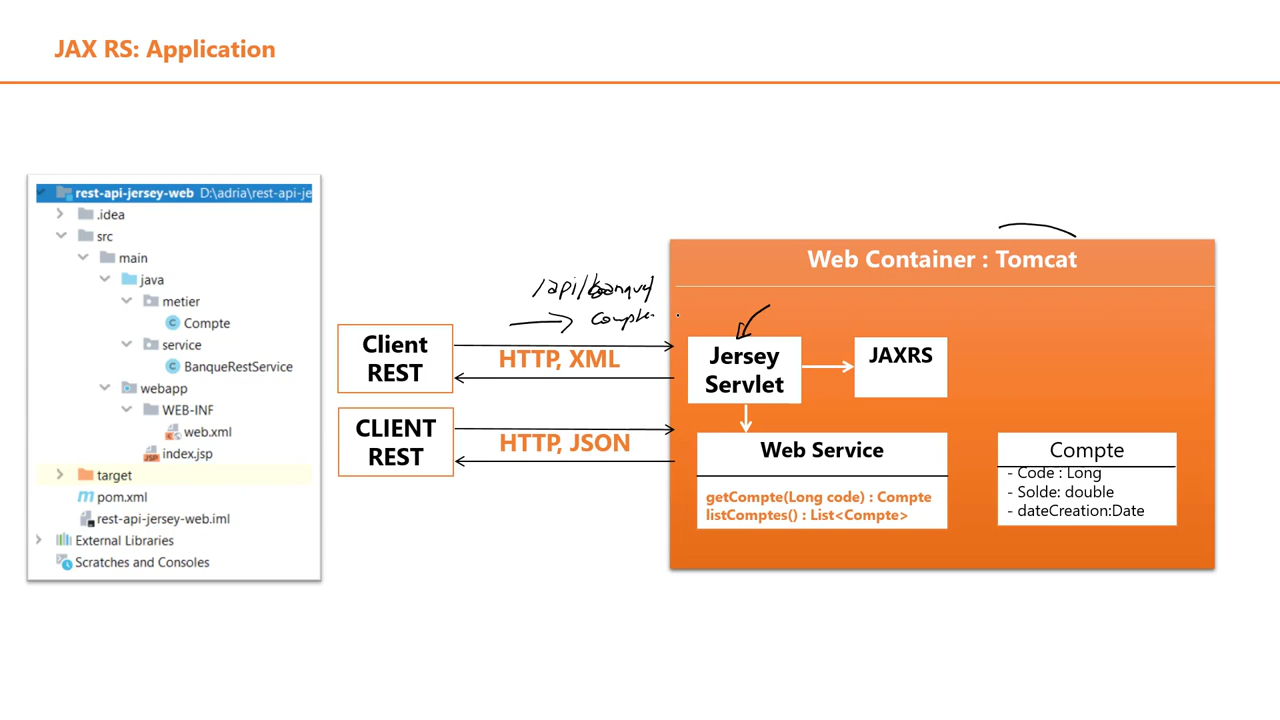 JAX RS: Application
rest-api-jersey-web D:\adria\rest-api-je
.idea
src
main
java
metier
Compte
service
BanqueRestService
webapp
WEB-INF
web.xml
index.jsp
target
pom.xml
rest-api-jersey-web.iml
External Libraries
Scratches and Consoles
/api/
Client
REST
HTTP, XML
CLIENT
REST
HTTP, JSON
Web Container : Tomcat
Jersey
Servlet
JAXRS
Web Service
getCompte(Long code) : Compte
listComptes() : List<Compte>
Compte
- Code : Long
- Solde: double
- dateCreation:Date